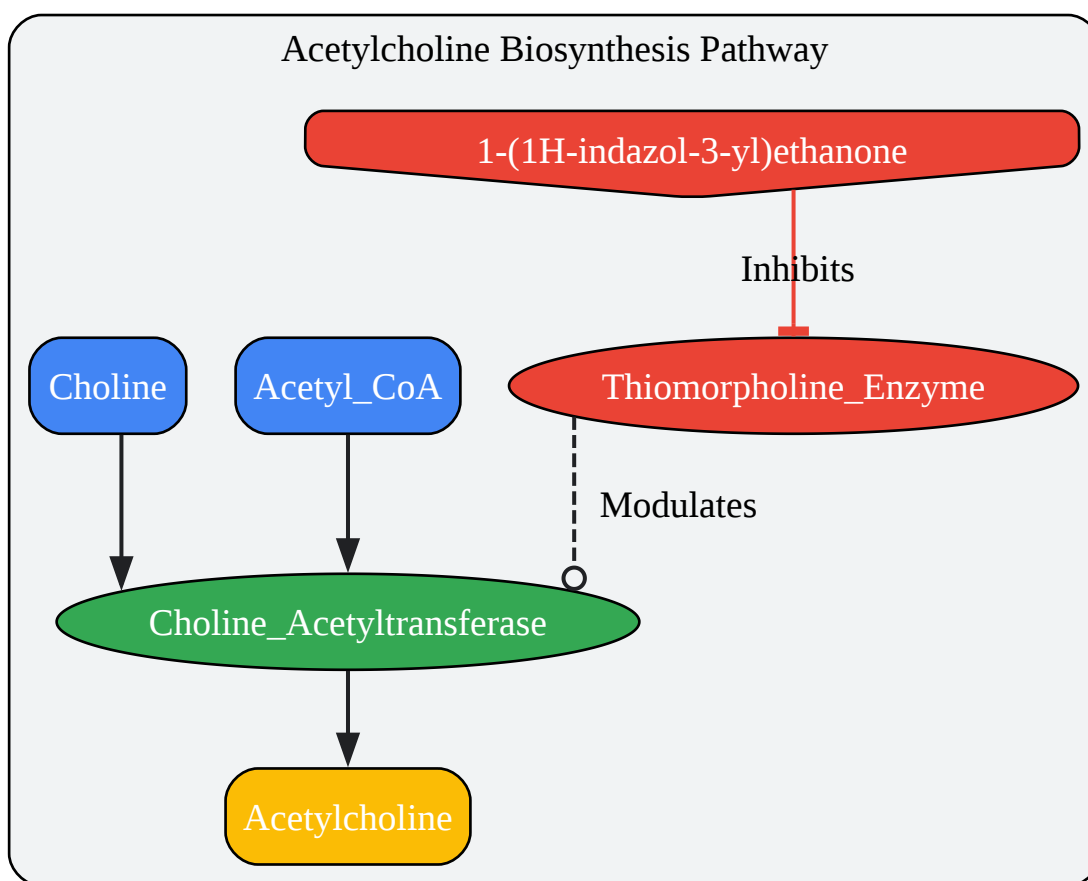 Acetylcholine Biosynthesis Pathway
1-(1H-indazol-3-yl)ethanone
Inhibits
Choline
Acetyl_CoA
Thiomorpholine_Enzyme
Modulates
Choline_Acetyltransferase
Acetylcholine